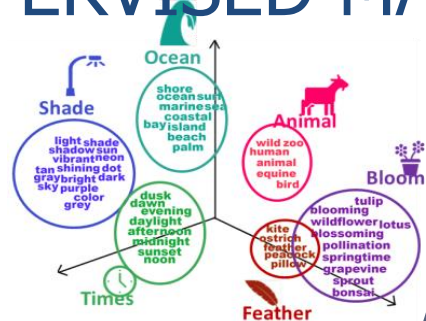 ERVISED MA
Ocean
shore
ocean surf
marine sea
coastal
bay island
beach
palm
Shade
light shade
shadow sun
vibrant neon
tan shining dot
gray bright dark
sky purple
color
grey
Animal
wild zoo
human
animal
equine
bird
Bloom
tulip
blooming
wildflower lotus
blossoming
pollination
springtime
grapevine
sprout
bonsai
dusk
dawn
evening
daylight
afternoon
midnight
sunset
noon
Times
kite
ostrich
feather
peacock
pillow
Feather